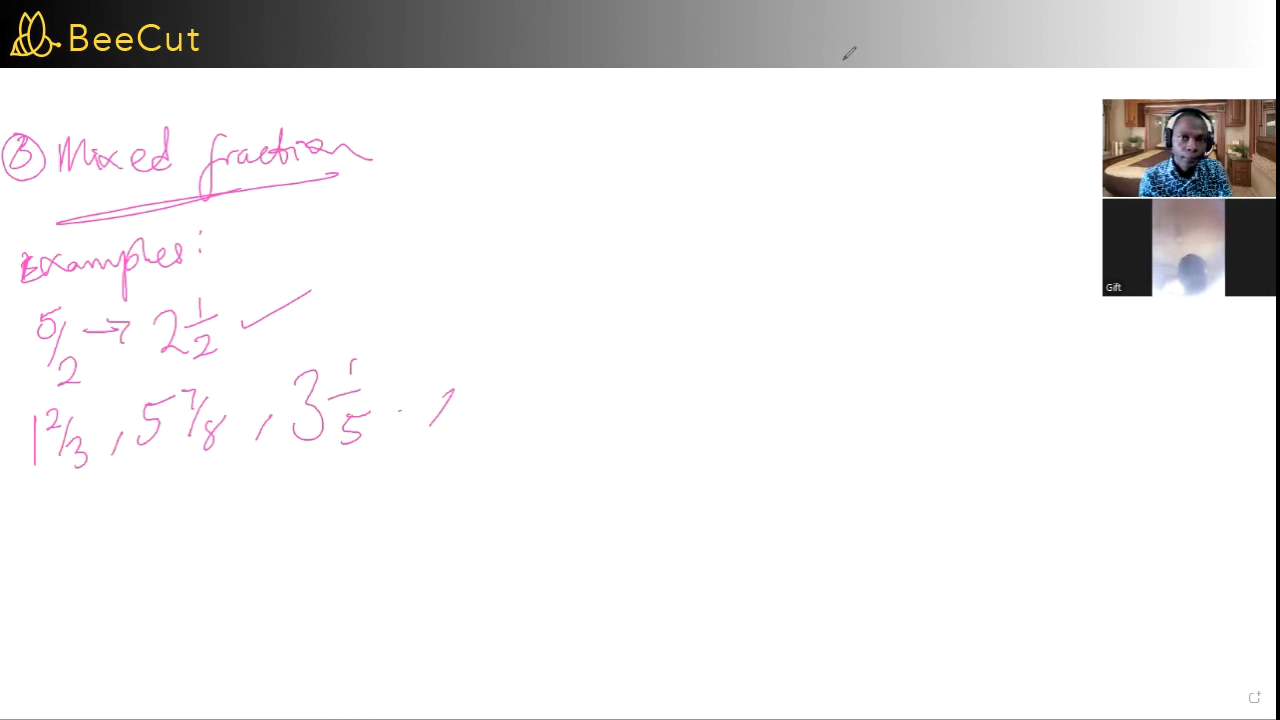 BeeCut
③ Mixed fraction
Examples:
5/2 → 2 1/2 ✓
1 2/3 , 5 7/8 , 3 1/5 . ,
Gift